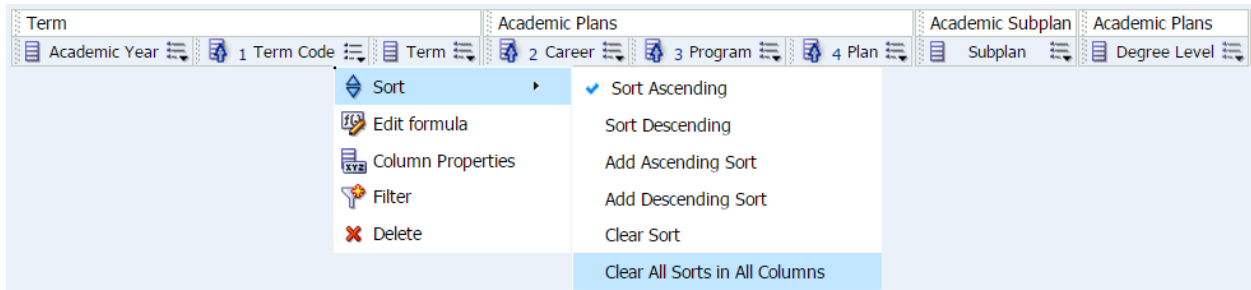 Term Academic Plans Academic Subplan Academic Plans
Academic Year 1 Term Code Term 2 Career 3 Program 4 Plan Subplan Degree Level
Sort Sort Ascending
Edit formula Sort Descending
Column Properties Add Ascending Sort
Filter Add Descending Sort
Delete Clear Sort
Clear All Sorts in All Columns